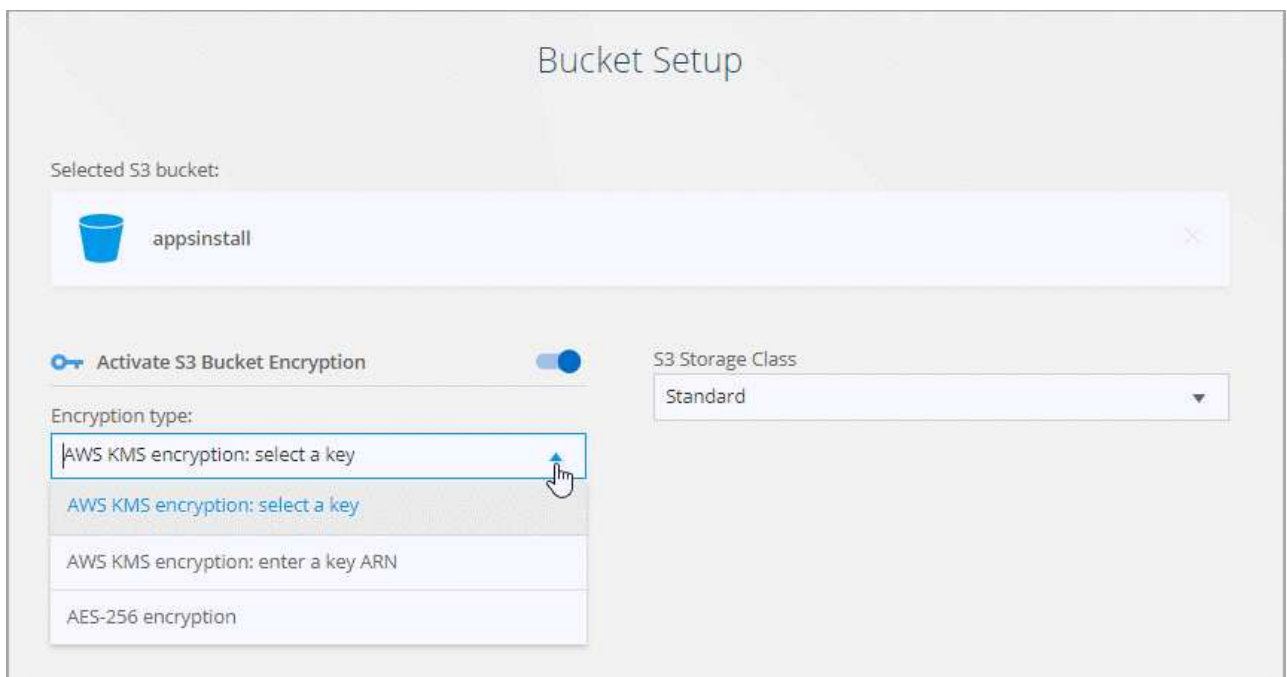 Bucket Setup
Selected S3 bucket:
appsinstall
Activate S3 Bucket Encryption
S3 Storage Class
Standard
Encryption type:
AWS KMS encryption: select a key
AWS KMS encryption: select a key
AWS KMS encryption: enter a key ARN
AES-256 encryption